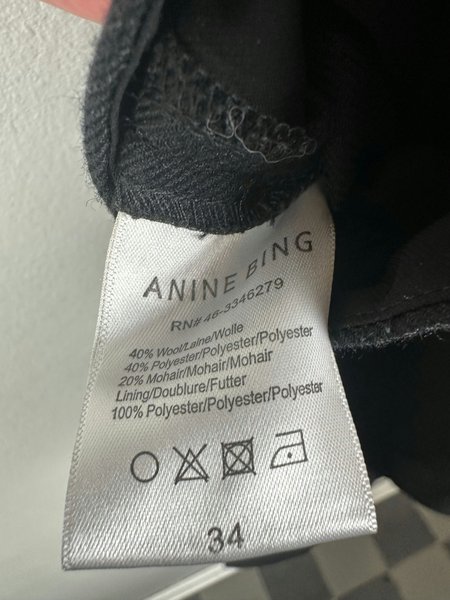 ANINE BING
RN# 46-3346279
40% Wool/Laine/Wolle
40% Polyester/Polyester/Polyester
20% Mohair/Mohair/Mohair
Lining/Doublure/Futter
100% Polyester/Polyester/Polyester
34